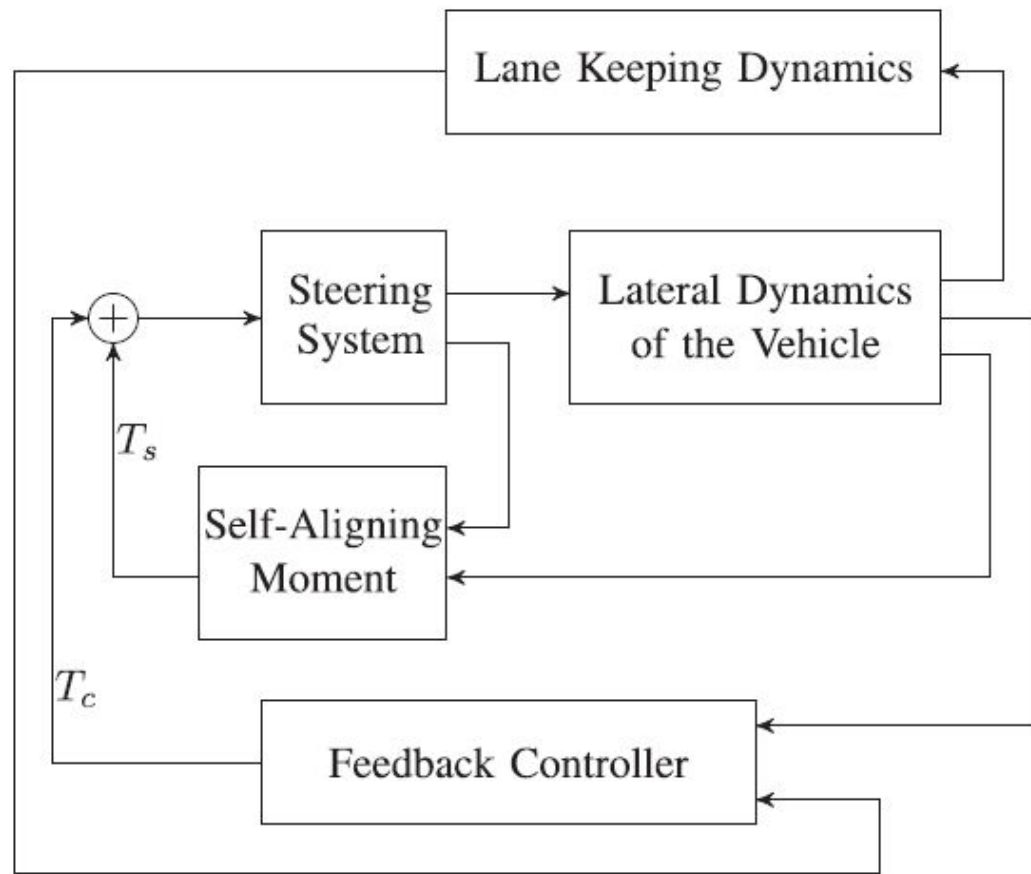 Lane Keeping Dynamics
Steering
System
Lateral Dynamics
of the Vehicle
+
T_s
Self-Aligning
Moment
T_c
Feedback Controller